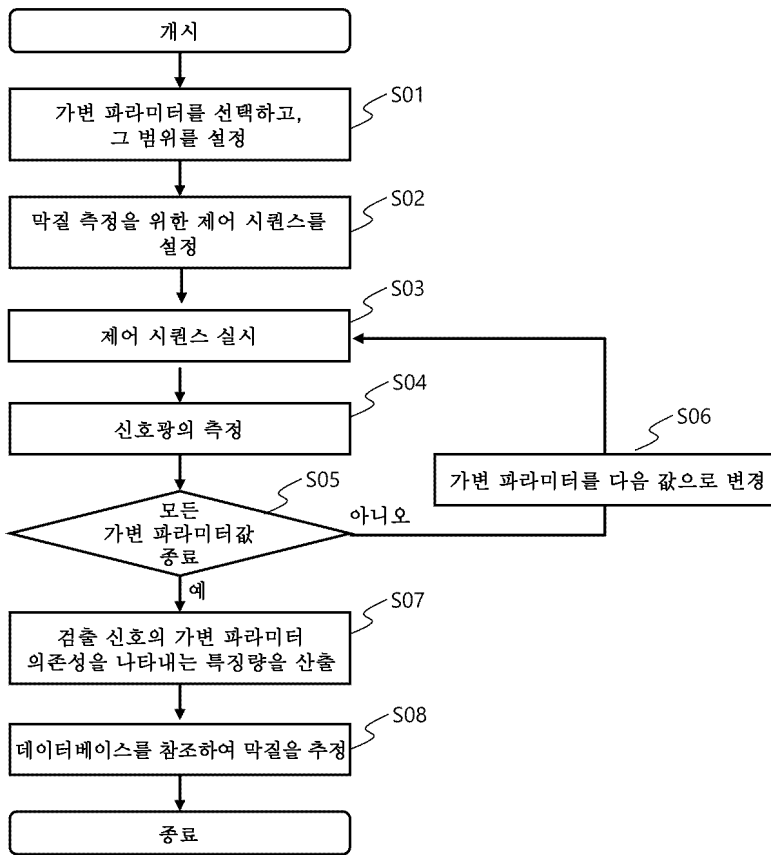 개시
S01
가변 파라미터를 선택하고,
그 범위를 설정
S02
막질 측정을 위한 제어 시퀀스를
설정
S03
제어 시퀀스 실시
S04
신호광의 측정
S05
모든
가변 파라미터값
종료
아니오
S06
가변 파라미터를 다음 값으로 변경
예
S07
검출 신호의 가변 파라미터
의존성을 나타내는 특징량을 산출
S08
데이터베이스를 참조하여 막질을 추정
종료